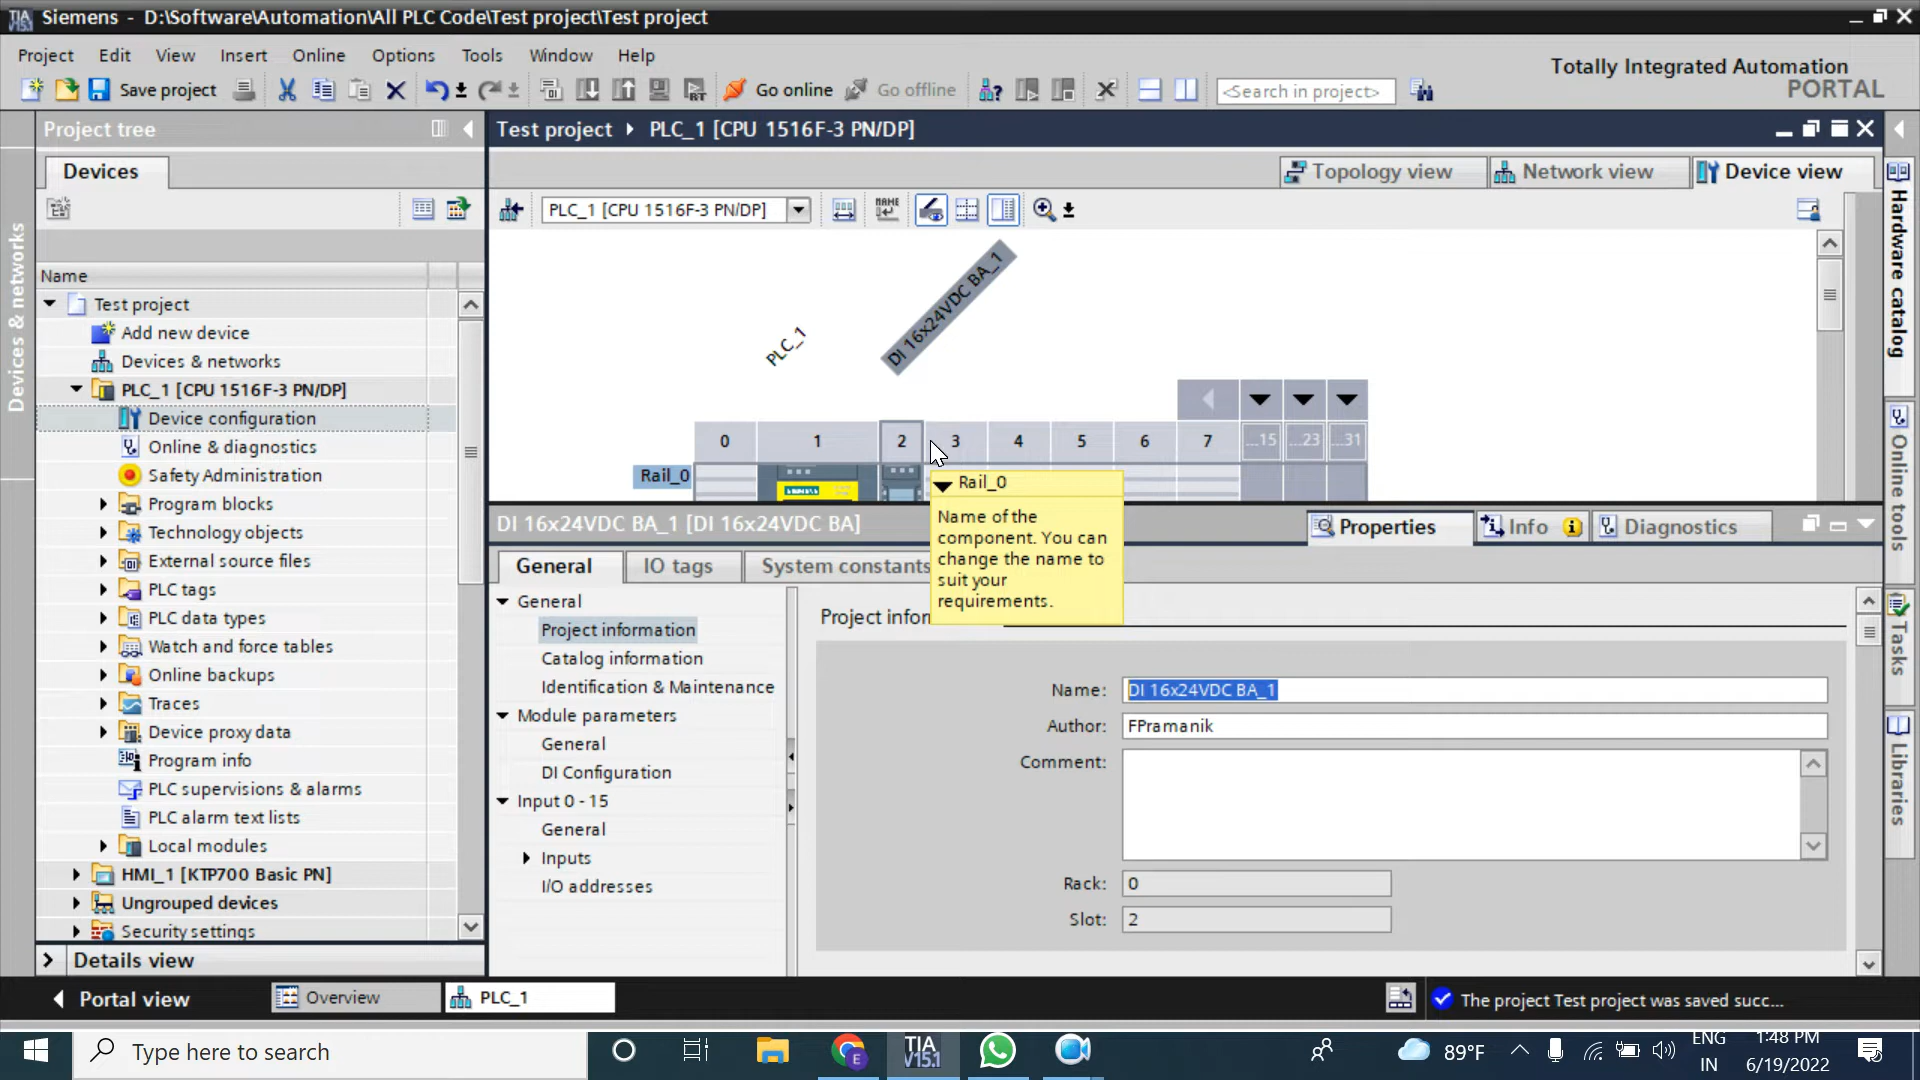 TIA V15.1 Siemens - D:\Software\Automation\All PLC Code\Test project\Test project
Project Edit View Insert Online Options Tools Window Help
Totally Integrated Automation
PORTAL
Save project Go online Go offline <Search in project>
Project tree
Test project PLC_1 [CPU 1516F-3 PN/DP]
Devices
Topology view Network view Device view
PLC_1 [CPU 1516F-3 PN/DP]
Devices & networks
Name
Test project
Add new device
Devices & networks
PLC_1 [CPU 1516F-3 PN/DP]
Device configuration
Online & diagnostics
Safety Administration
Program blocks
Technology objects
External source files
PLC tags
PLC data types
Watch and force tables
Online backups
Traces
Device proxy data
Program info
PLC supervisions & alarms
PLC alarm text lists
Local modules
HMI_1 [KTP700 Basic PN]
Ungrouped devices
Security settings
Details view
PLC_1
DI 16x24VDC BA_1
0 1 2 3 4 5 6 7 ...15 ...23 ...31
Rail_0
SIEMENS
Rail_0
Name of the
component. You can
change the name to
suit your
requirements.
DI 16x24VDC BA_1 [DI 16x24VDC BA]
Properties Info Diagnostics
General IO tags System constants
General
Project information
Catalog information
Identification & Maintenance
Module parameters
General
DI Configuration
Input 0 - 15
General
Inputs
I/O addresses
Project infor
Name: DI 16x24VDC BA_1
Author: FPramanik
Comment:
Rack: 0
Slot: 2
Hardware catalog
Online tools
Tasks
Libraries
Portal view Overview PLC_1 The project Test project was saved succ...
Type here to search
TIA V15.1
89°F
ENG
IN
1:48 PM
6/19/2022